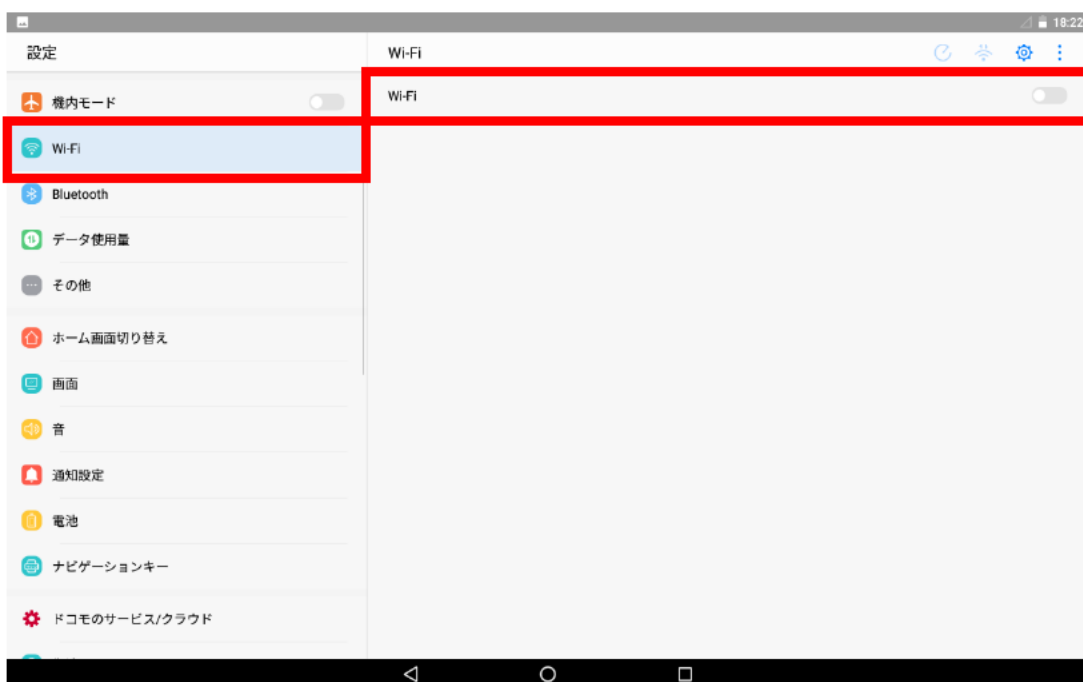 18:22
設定
Wi-Fi
機内モード
Wi-Fi
Wi-Fi
Bluetooth
データ使用量
その他
ホーム画面切り替え
画面
音
通知設定
電池
ナビゲーションキー
ドコモのサービス/クラウド